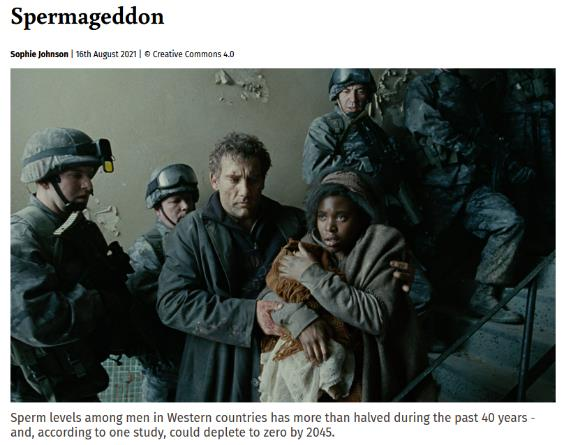 Spermageddon
Sophie Johnson | 16th August 2021 | © Creative Commons 4.0
Sperm levels among men in Western countries has more than halved during the past 40 years -
and, according to one study, could deplete to zero by 2045.